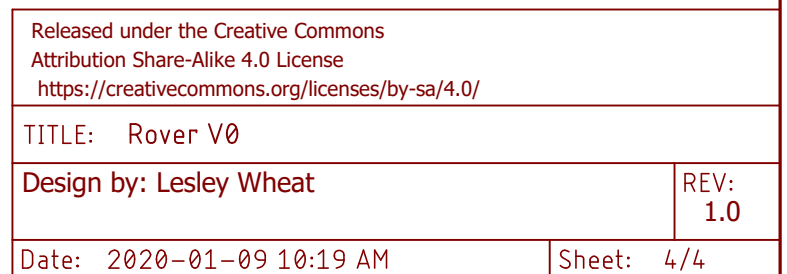 Released under the Creative Commons
Attribution Share-Alike 4.0 License
https://creativecommons.org/licenses/by-sa/4.0/
TITLE: Rover V0
Design by: Lesley Wheat
REV:
1.0
Date: 2020-01-09 10:19 AM
Sheet: 4/4